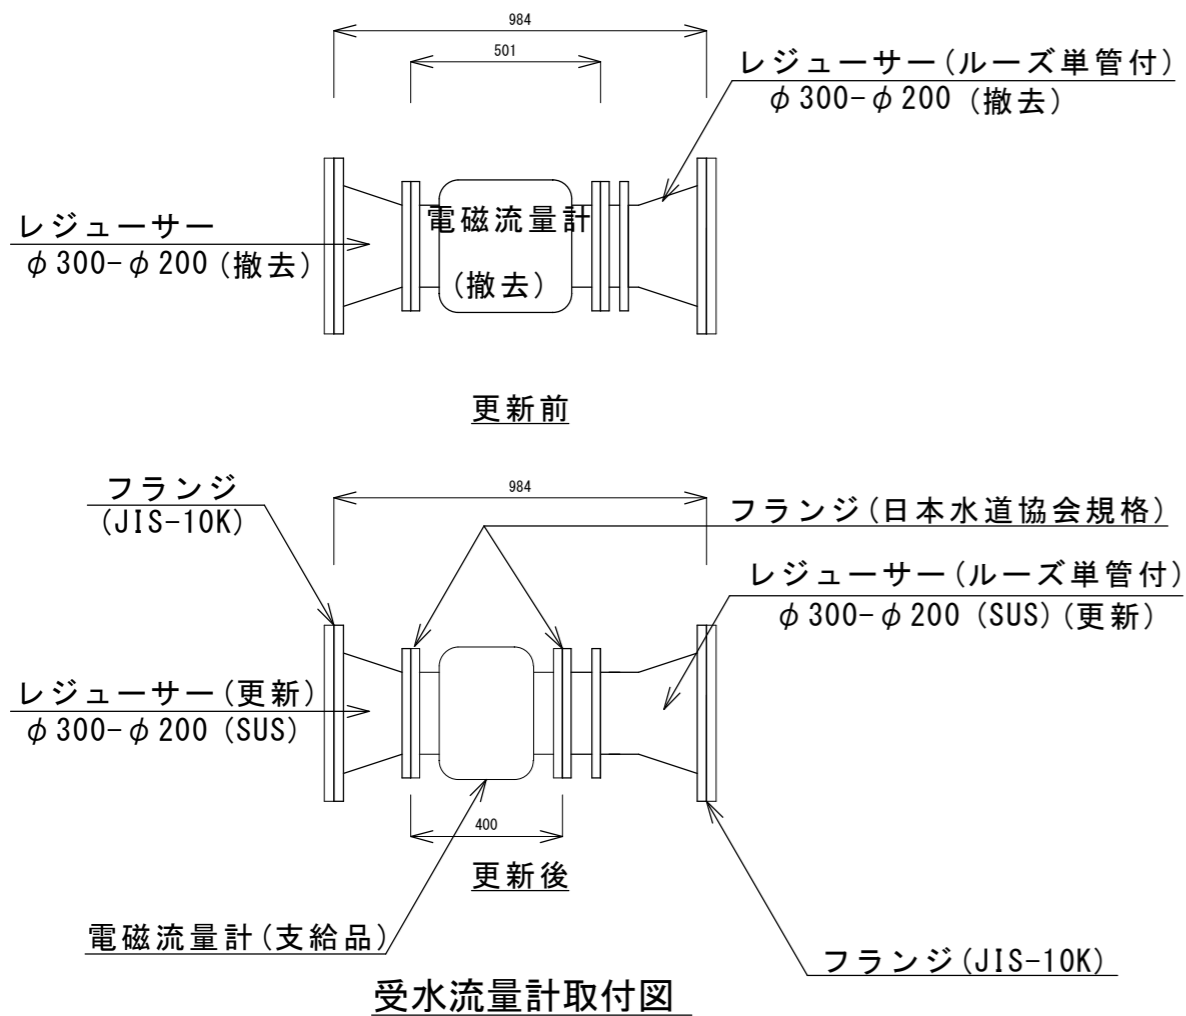 984
501
レジューサー(ルーズ単管付)
φ300-φ200 (撤去)
レジューサー
φ300-φ200 (撤去)
電磁流量計
(撤去)
更新前
フランジ
(JIS-10K)
984
フランジ(日本水道協会規格)
レジューサー(ルーズ単管付)
φ300-φ200 (SUS)(更新)
レジューサー(更新)
φ300-φ200 (SUS)
400
更新後
電磁流量計(支給品)
フランジ(JIS-10K)
受水流量計取付図